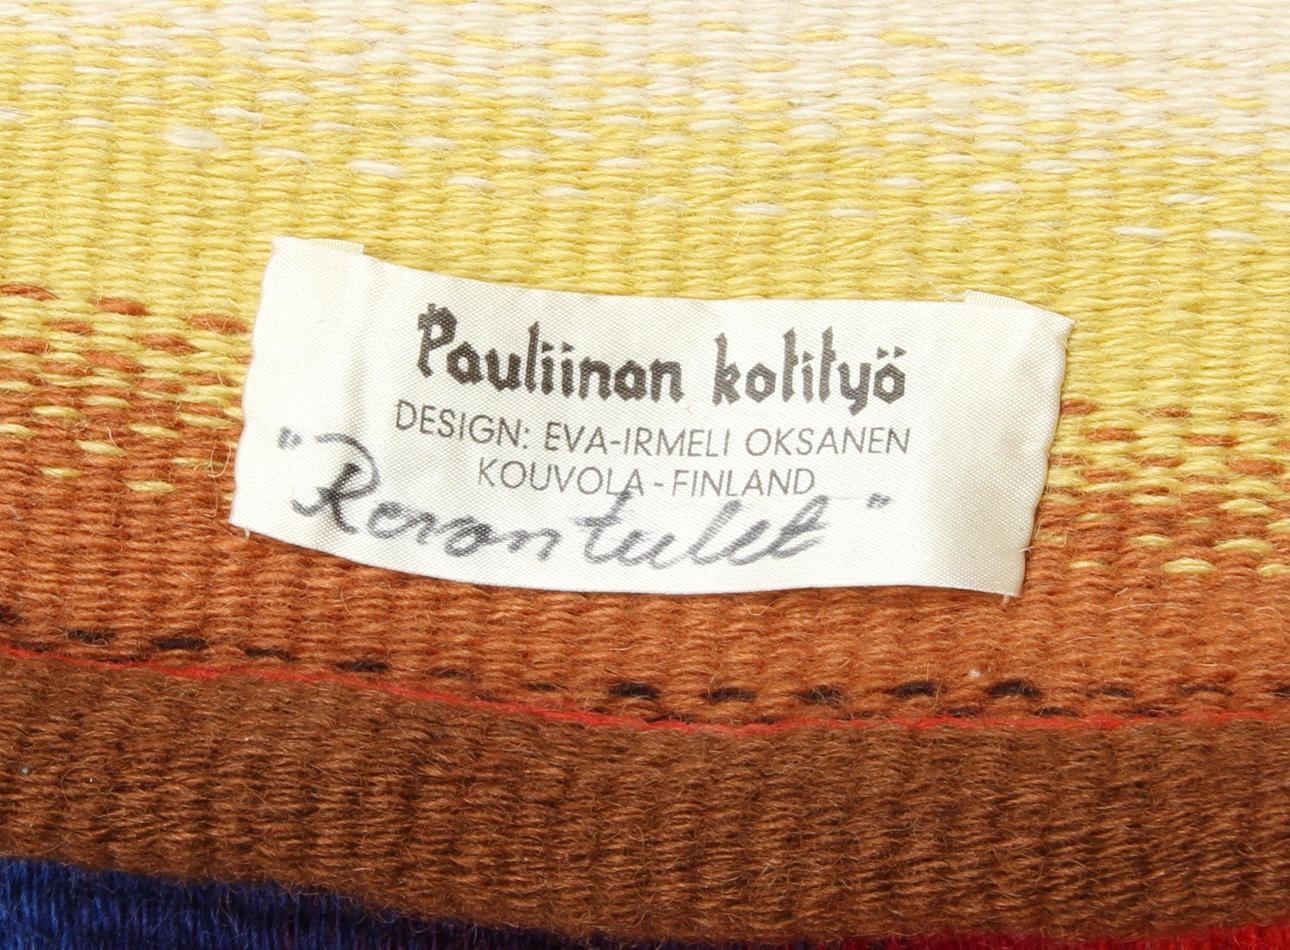 Pauliinan kotityö
DESIGN: EVA-IRMELI OKSANEN
KOUVOLA-FINLAND
"Revontulet"